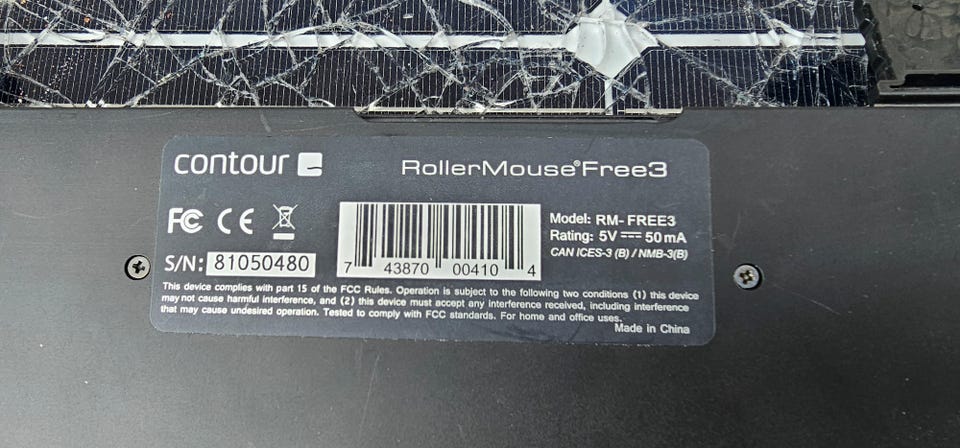 contour
RollerMouse®Free3
FC CE
Model: RM- FREE3
Rating: 5V 50 mA
CAN ICES-3 (B) / NMB-3(B)
S/N: 81050480
7 43870 00410 4
This device complies with part 15 of the FCC Rules. Operation is subject to the following two conditions (1) this device
may not cause harmful interference, and (2) this device must accept any interference received, including interference
that may cause undesired operation. Tested to comply with FCC standards. For home and office uses.
Made in China